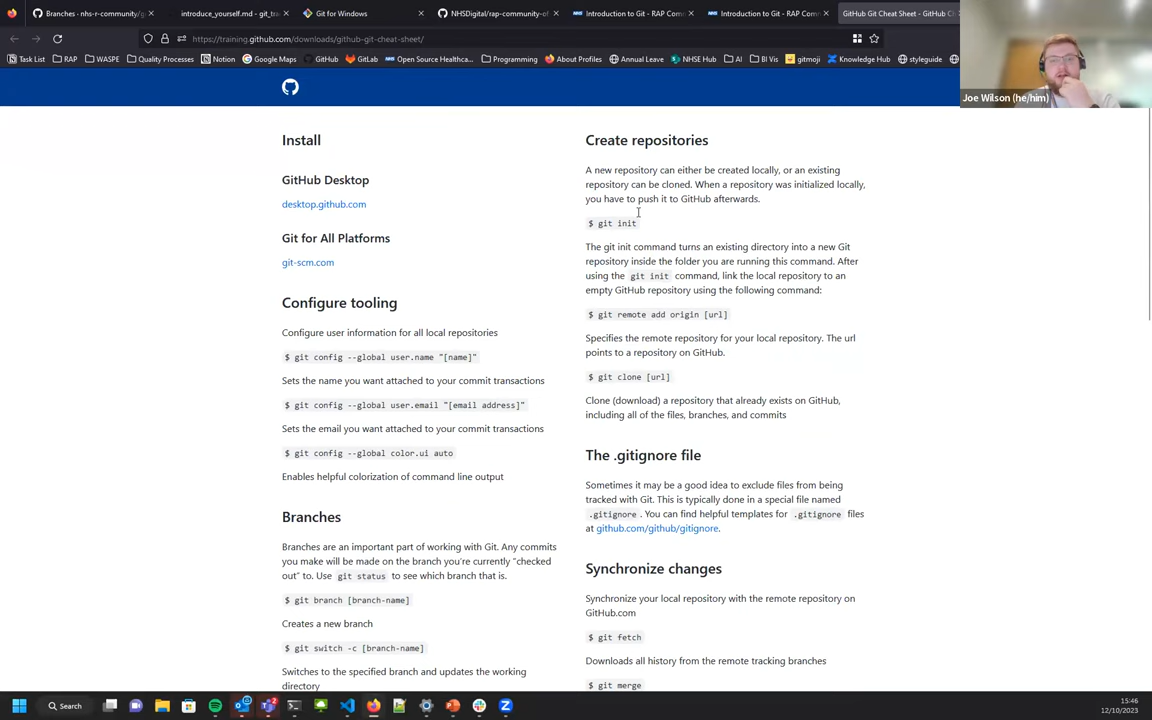 Branches - nhs-r-community/g
introduce_yourself.md - git_tra
Git for Windows
NHSDigital/rap-community-of
Introduction to Git - RAP Com
Introduction to Git - RAP Com
GitHub Git Cheat Sheet - GitHub C
https://training.github.com/downloads/github-git-cheat-sheet/
Task List
RAP
WASPE
Quality Processes
Notion
Google Maps
GitHub
GitLab
Open Source Healthca...
Programming
About Profiles
Annual Leave
NHSE Hub
AI
BI Vis
gitmoji
Knowledge Hub
styleguide
Joe Wilson (he/him)
Install
GitHub Desktop
desktop.github.com
Git for All Platforms
git-scm.com
Configure tooling
Configure user information for all local repositories
$ git config --global user.name "[name]"
Sets the name you want attached to your commit transactions
$ git config --global user.email "[email address]"
Sets the email you want attached to your commit transactions
$ git config --global color.ui auto
Enables helpful colorization of command line output
Branches
Branches are an important part of working with Git. Any commits
you make will be made on the branch you're currently "checked
out" to. Use git status to see which branch that is.
$ git branch [branch-name]
Creates a new branch
$ git switch -c [branch-name]
Switches to the specified branch and updates the working
directory
Create repositories
A new repository can either be created locally, or an existing
repository can be cloned. When a repository was initialized locally,
you have to push it to GitHub afterwards.
$ git init
The git init command turns an existing directory into a new Git
repository inside the folder you are running this command. After
using the git init command, link the local repository to an
empty GitHub repository using the following command:
$ git remote add origin [url]
Specifies the remote repository for your local repository. The url
points to a repository on GitHub.
$ git clone [url]
Clone (download) a repository that already exists on GitHub,
including all of the files, branches, and commits
The .gitignore file
Sometimes it may be a good idea to exclude files from being
tracked with Git. This is typically done in a special file named
.gitignore. You can find helpful templates for .gitignore files
at github.com/github/gitignore.
Synchronize changes
Synchronize your local repository with the remote repository on
GitHub.com
$ git fetch
Downloads all history from the remote tracking branches
$ git merge
Search
15:46
12/10/2023